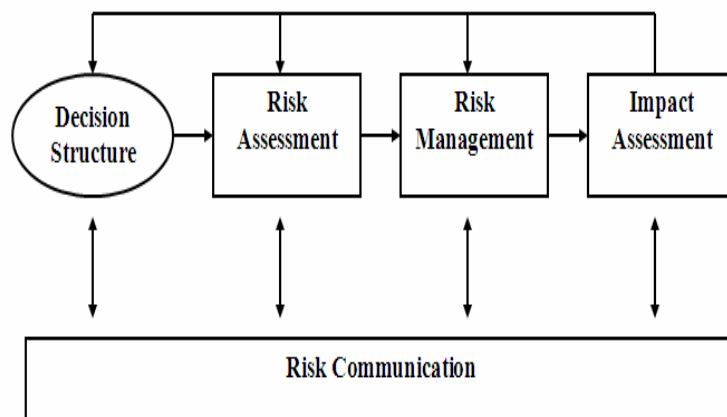 Decision
Structure
Risk
Assessment
Risk
Management
Impact
Assessment
Risk Communication